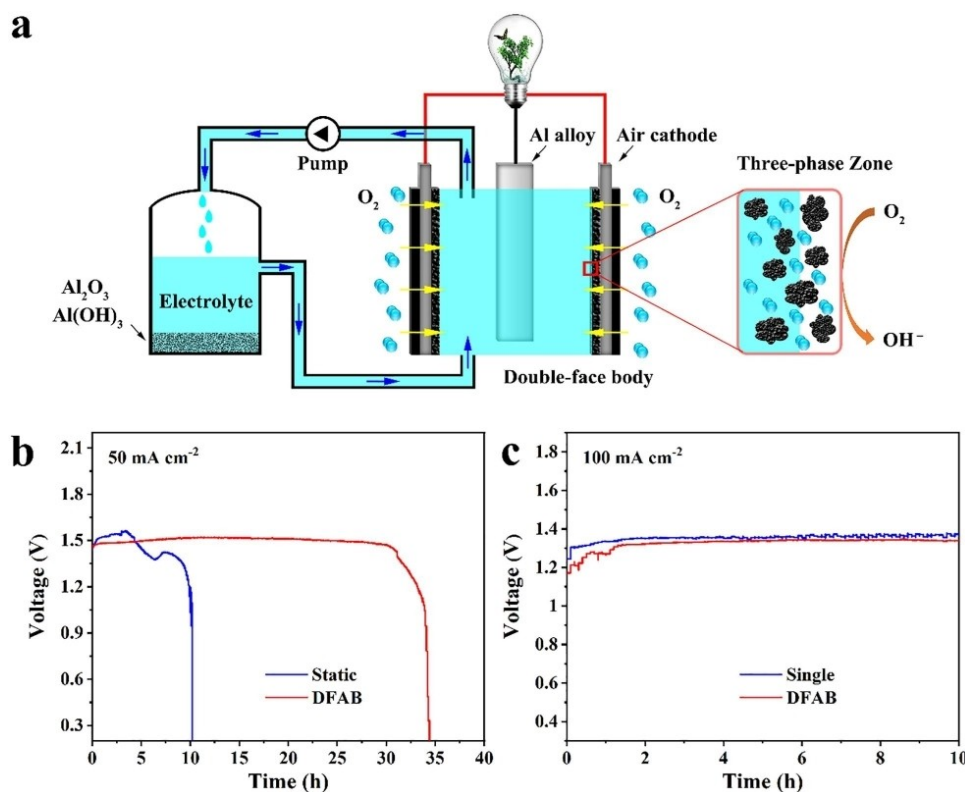 a
Pump
Al alloy
Air cathode
Three-phase Zone
O₂
O₂
O₂
Al₂O₃
Al(OH)₃
Electrolyte
OH⁻
Double-face body
b
50 mA cm⁻²
2.1
1.8
1.5
1.2
0.9
0.6
0.3
Voltage (V)
Static
DFAB
0 5 10 15 20 25 30 35 40
Time (h)
c
100 mA cm⁻²
1.8
1.6
1.4
1.2
1
0.8
0.6
0.4
Voltage (V)
Single
DFAB
0 2 4 6 8 10
Time (h)